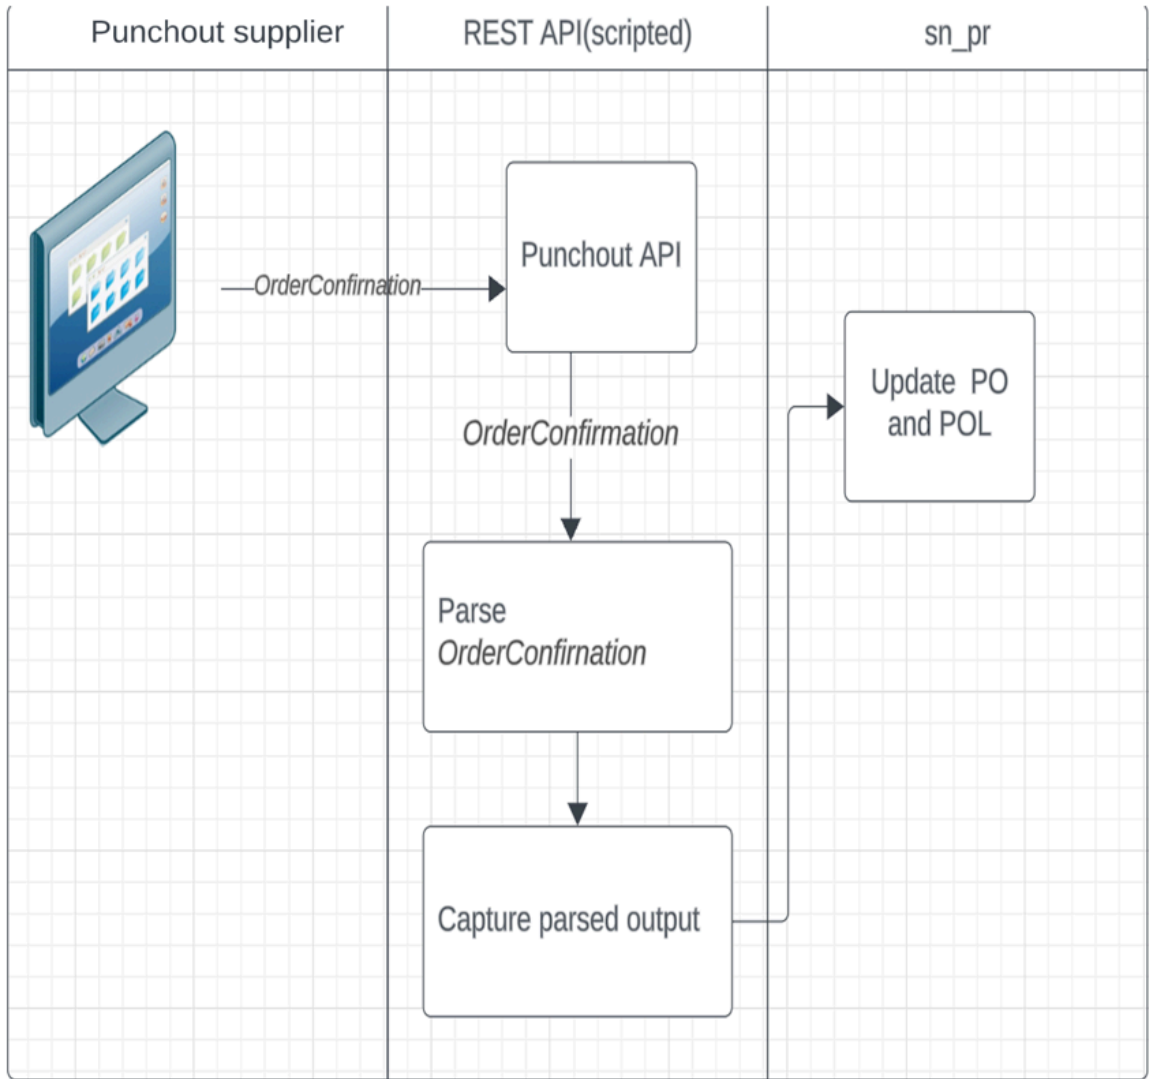 Punchout supplier
REST API(scripted)
sn_pr
Punchout API
OrderConfirnation
Update  PO
and POL
OrderConfirmation
Parse
OrderConfirnation
Capture parsed output